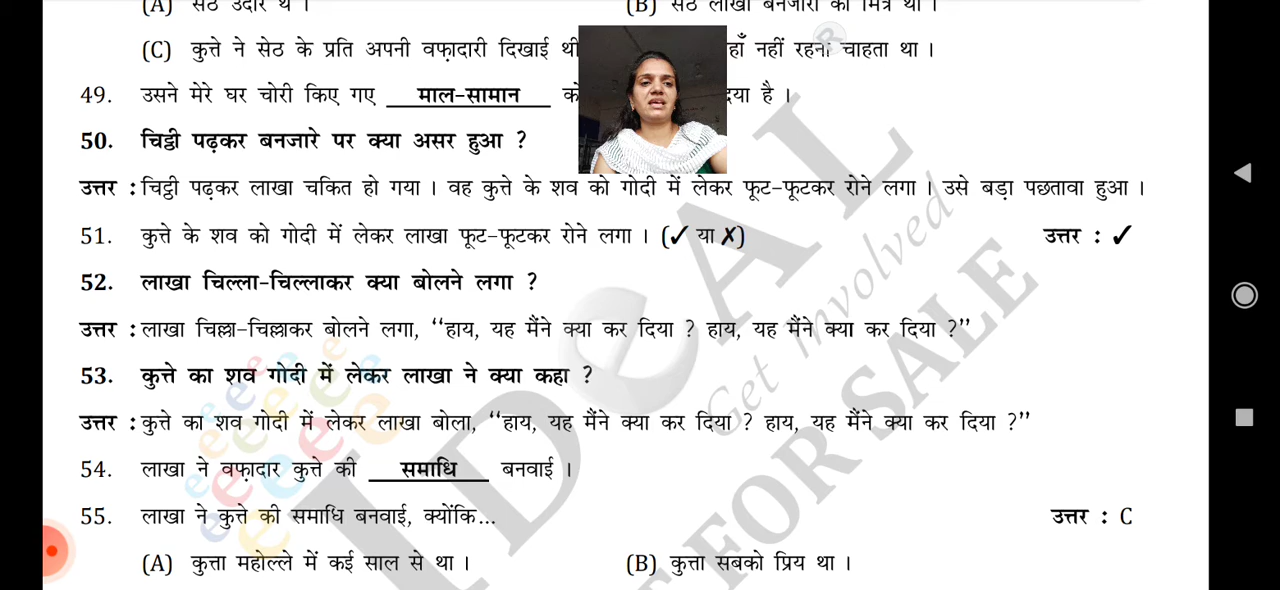 (A) सेठ उदार थे । (B) सेठ लाखा बनजारा का मित्र था ।
(C) कुत्ते ने सेठ के प्रति अपनी वफ़ादारी दिखाई थी हाँ नहीं रहना चाहता था ।
49. उसने मेरे घर चोरी किए गए माल-सामान
50. चिट्ठी पढ़कर बनजारे पर क्या असर हुआ ?
उत्तर : चिट्ठी पढ़कर लाखा चकित हो गया । वह कुत्ते के शव को गोदी में लेकर फूट-फूटकर रोने लगा । उसे बड़ा पछतावा हुआ ।
51. कुत्ते के शव को गोदी में लेकर लाखा फूट-फूटकर रोने लगा । (✓ या ✗) उत्तर : ✓
52. लाखा चिल्ला-चिल्लाकर क्या बोलने लगा ?
उत्तर : लाखा चिल्ला-चिल्लाकर बोलने लगा, “हाय, यह मैंने क्या कर दिया ? हाय, यह मैंने क्या कर दिया ?”
53. कुत्ते का शव गोदी में लेकर लाखा ने क्या कहा ?
उत्तर : कुत्ते का शव गोदी में लेकर लाखा बोला, “हाय, यह मैंने क्या कर दिया ? हाय, यह मैंने क्या कर दिया ?”
54. लाखा ने वफ़ादार कुत्ते की समाधि बनवाई ।
55. लाखा ने कुत्ते की समाधि बनवाई, क्योंकि... उत्तर : C
(A) कुत्ता महोल्ले में कई साल से था । (B) कुत्ता सबको प्रिय था ।
IDeAL
Get Involved
FOR SALE